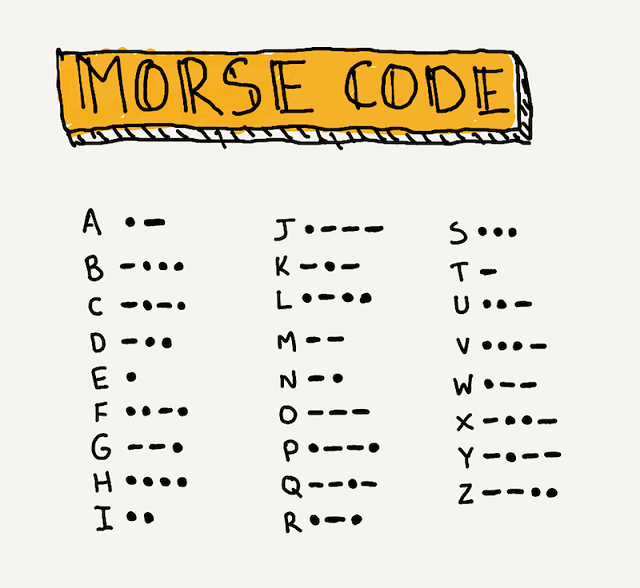 MORSE CODE
A •–
B –•••
C –•–•
D –••
E •
F ••–•
G ––•
H ••••
I ••
J •–––
K –•–
L •–••
M ––
N –•
O –––
P •––•
Q ––•–
R •–•
S •••
T –
U ••–
V •••–
W •––
X –••–
Y –•––
Z ––••